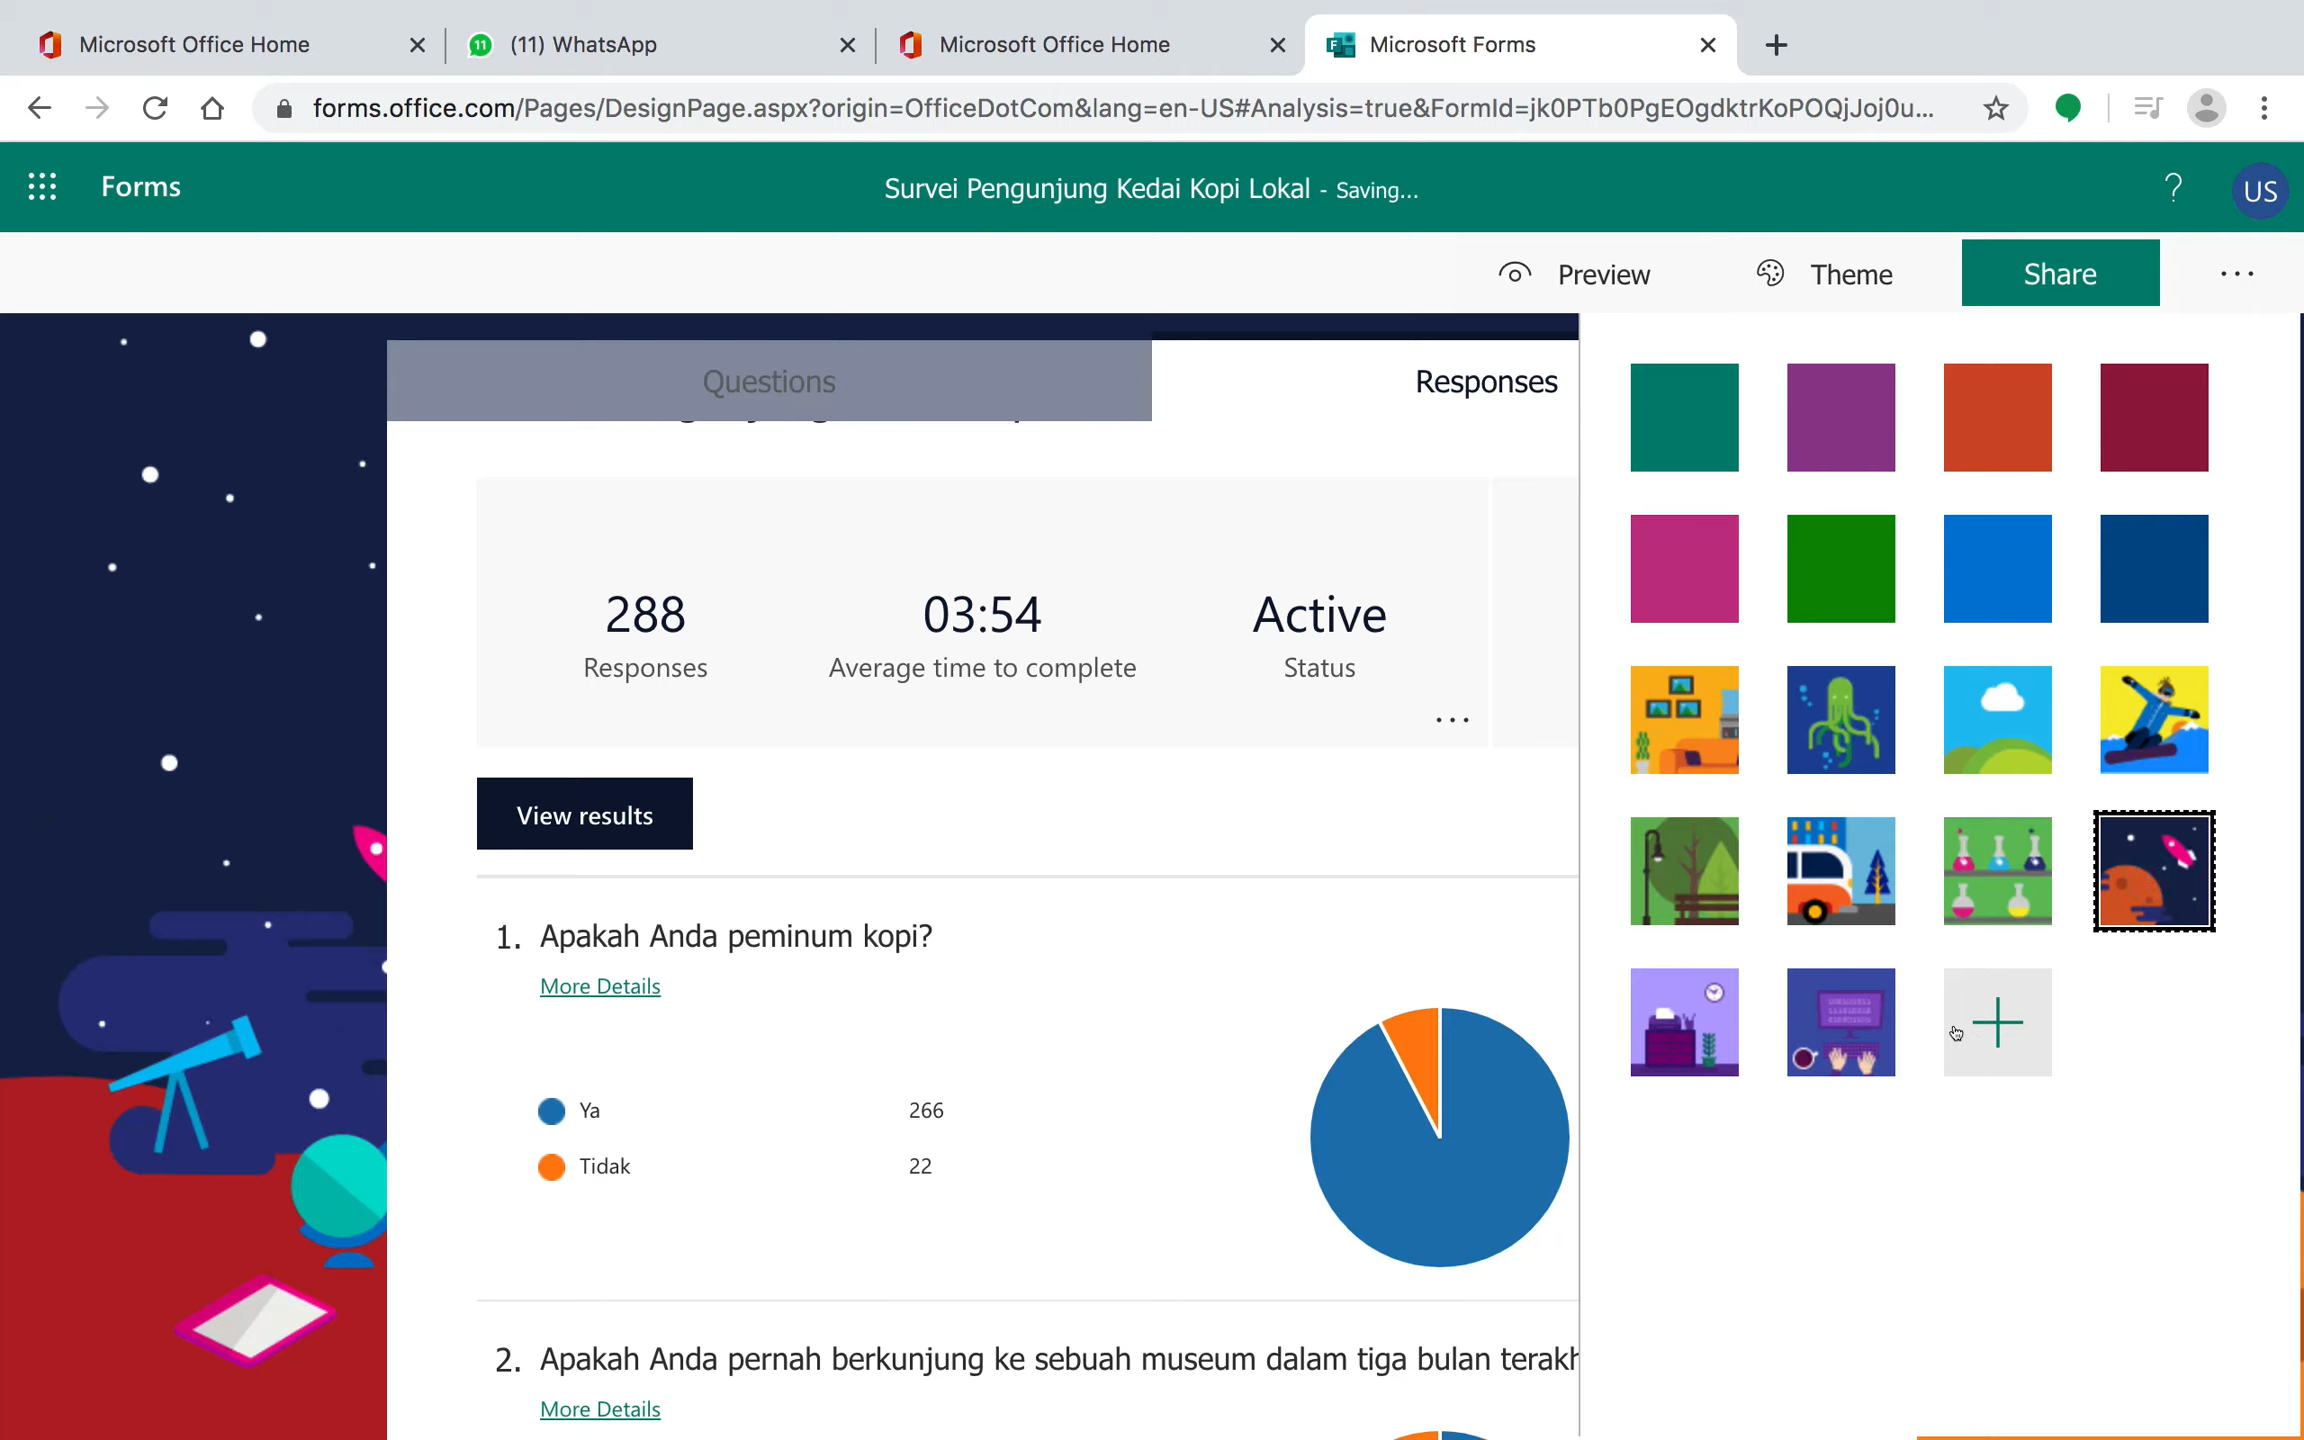 Microsoft Office Home
11
(11) WhatsApp
Microsoft Office Home
F
Microsoft Forms
forms.office.com/Pages/DesignPage.aspx?origin=OfficeDotCom&lang=en-US#Analysis=true&FormId=jk0PTb0PgEOgdktrKoPOQjJoj0u...
Forms
Survei Pengunjung Kedai Kopi Lokal - Saving...
?
US
Preview
Theme
Share
...
Questions
Responses
288
03:54
Active
Responses
Average time to complete
Status
...
View results
1. Apakah Anda peminum kopi?
More Details
Ya 266
Tidak 22
2. Apakah Anda pernah berkunjung ke sebuah museum dalam tiga bulan
More Details